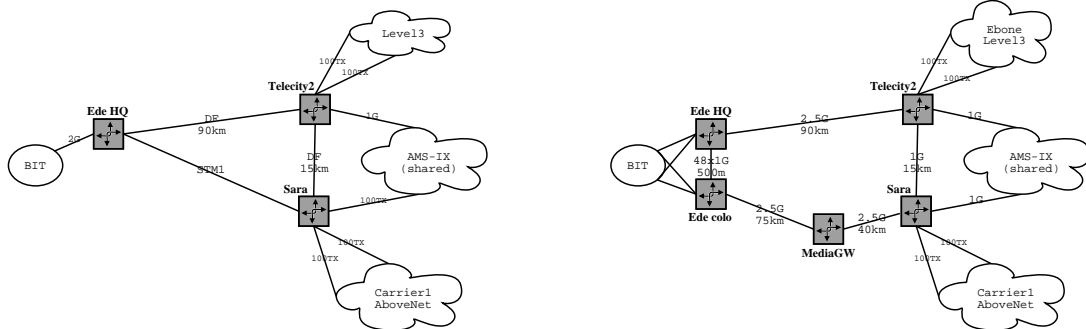 Level3
100TX
100TX
Telecity2
Ede HQ
DF
90km
1G
2G
BIT
DF
15km
AMS-IX
(shared)
STM1
Sara
100TX
100TX
100TX
Carrier1
AboveNet
Ebone
Level3
100TX
100TX
Telecity2
Ede HQ
2.5G
90km
1G
BIT
48x1G
500m
1G
15km
AMS-IX
(shared)
Sara
Ede colo
2.5G
75km
2.5G
40km
1G
MediaGW
100TX
100TX
Carrier1
AboveNet